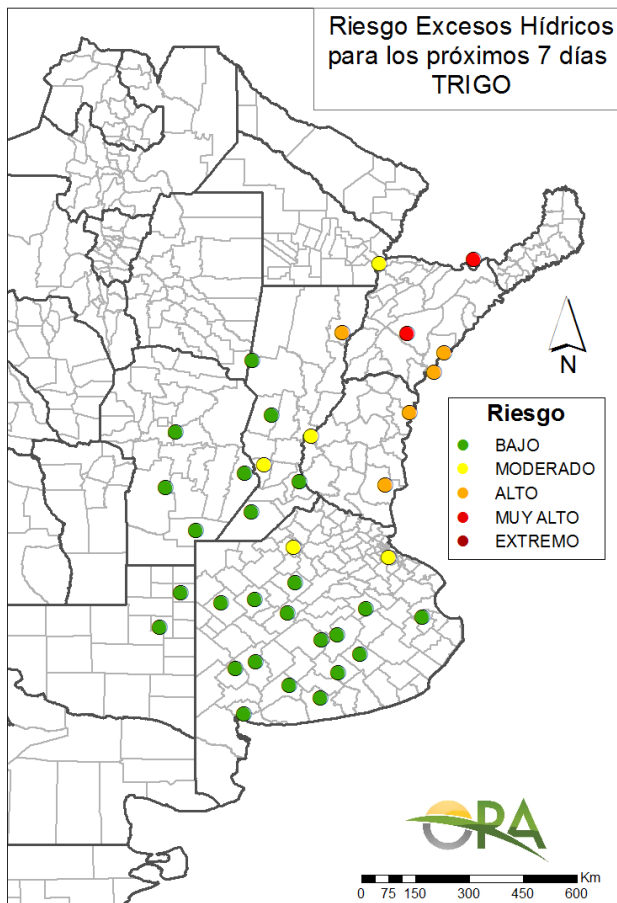 Riesgo Excesos Hídricos
para los próximos 7 días
TRIGO
N
Riesgo
BAJO
MODERADO
ALTO
MUY ALTO
EXTREMO
ORA
Km
0 75 150 300 450 600